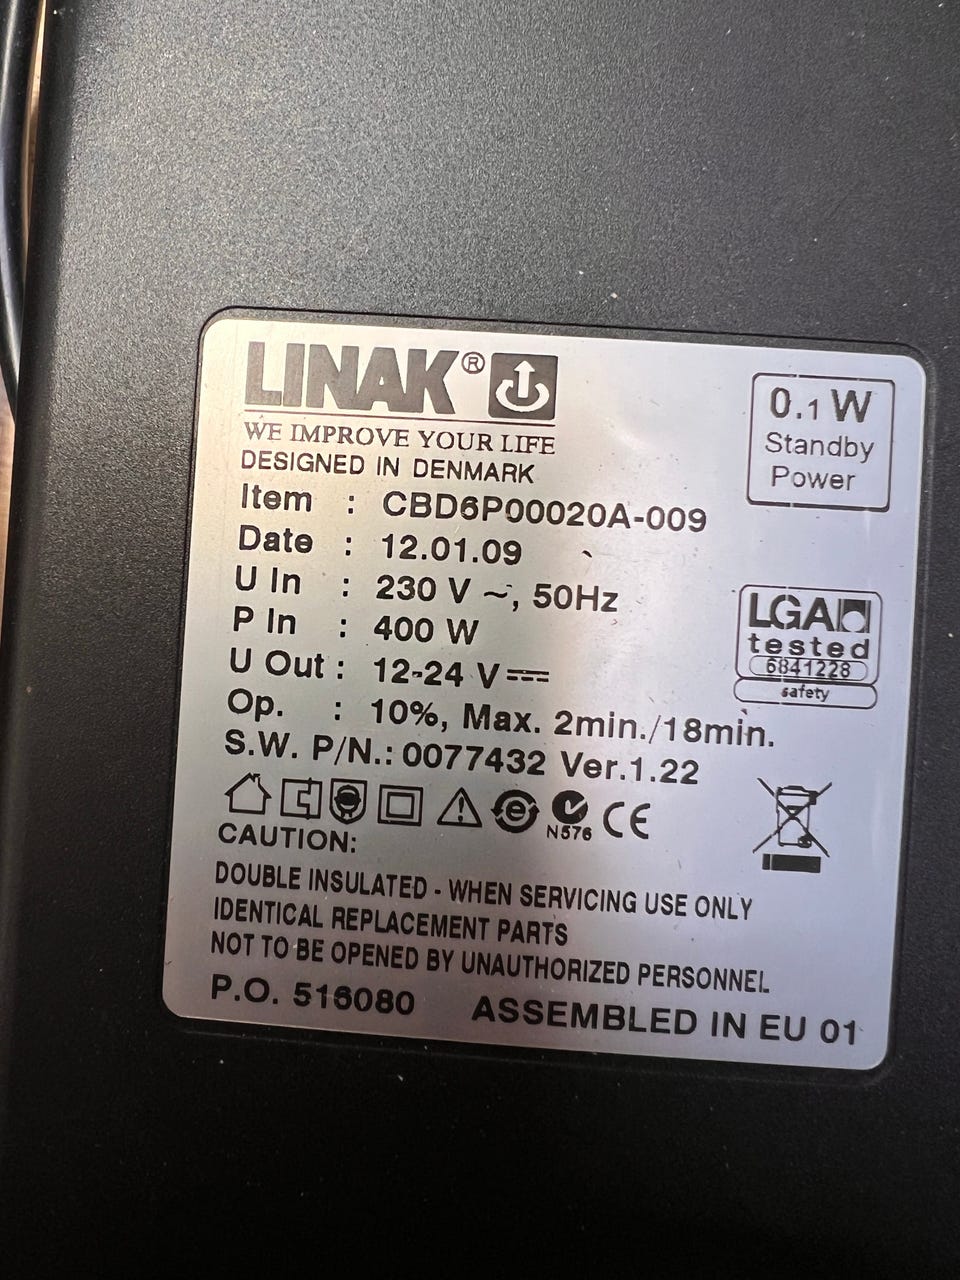 LINAK®
WE IMPROVE YOUR LIFE
DESIGNED IN DENMARK
0.1 W
Standby
Power
Item : CBD6P00020A-009
Date : 12.01.09
U In : 230 V ~, 50Hz
P In : 400 W
U Out : 12-24 V⎓
Op. : 10%, Max. 2min./18min.
S.W. P/N.: 0077432 Ver.1.22
LGA
tested
6841228
safety
e
N576
CE
CAUTION:
DOUBLE INSULATED - WHEN SERVICING USE ONLY
IDENTICAL REPLACEMENT PARTS
NOT TO BE OPENED BY UNAUTHORIZED PERSONNEL
P.O. 516080 ASSEMBLED IN EU 01